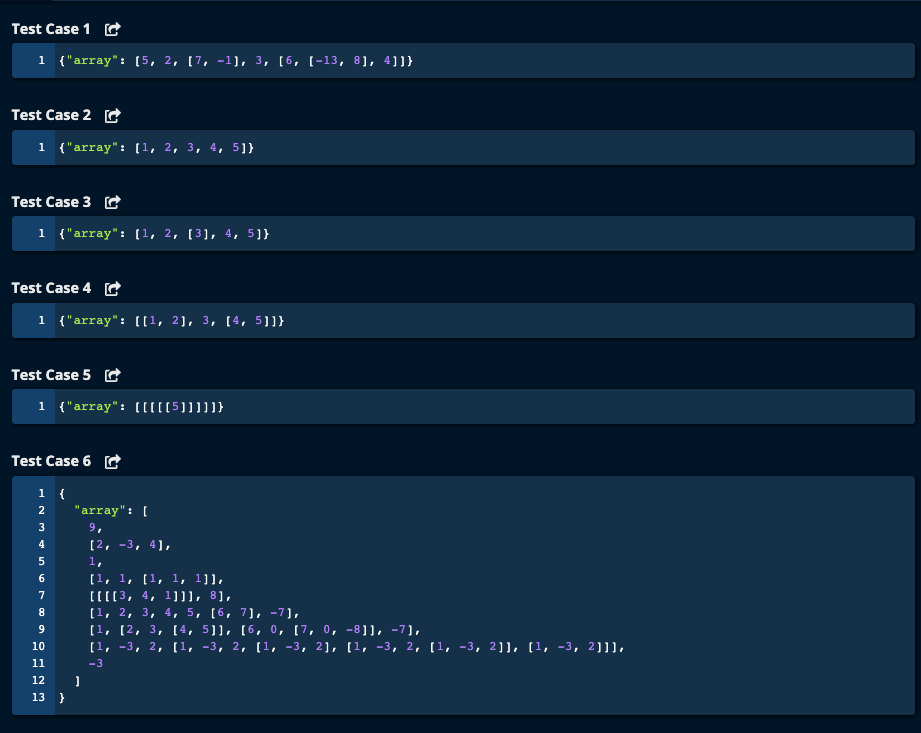 Test Case 1
1 {"array": [5, 2, [7, -1], 3, [6, [-13, 8], 4]]}
Test Case 2
1 {"array": [1, 2, 3, 4, 5]}
Test Case 3
1 {"array": [1, 2, [3], 4, 5]}
Test Case 4
1 {"array": [[1, 2], 3, [4, 5]]}
Test Case 5
1 {"array": [[[[[5]]]]]}
Test Case 6
1 {
2 "array": [
3 9,
4 [2, -3, 4],
5 1,
6 [1, 1, [1, 1, 1]],
7 [[[[3, 4, 1]]], 8],
8 [1, 2, 3, 4, 5, [6, 7], -7],
9 [1, [2, 3, [4, 5]], [6, 0, [7, 0, -8]], -7],
10 [1, -3, 2, [1, -3, 2, [1, -3, 2], [1, -3, 2, [1, -3, 2]], [1, -3, 2]]],
11 -3
12 ]
13 }